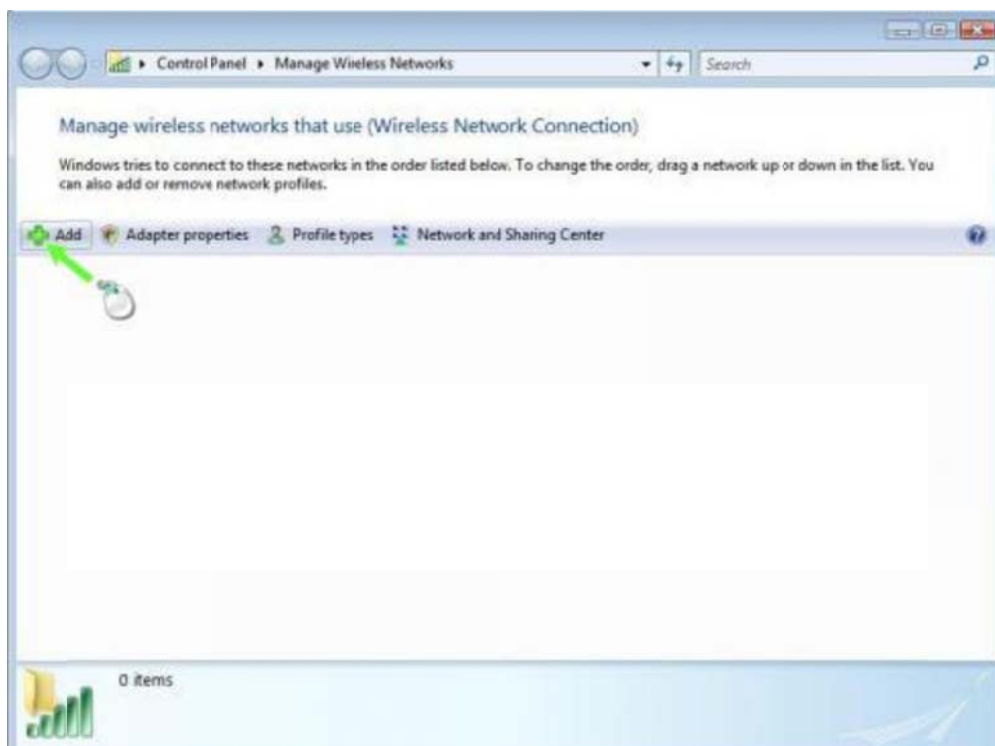 Control Panel ▸ Manage Wireless Networks
Search
Manage wireless networks that use (Wireless Network Connection)
Windows tries to connect to these networks in the order listed below. To change the order, drag a network up or down in the list. You
can also add or remove network profiles.
Add Adapter properties Profile types Network and Sharing Center
0 items